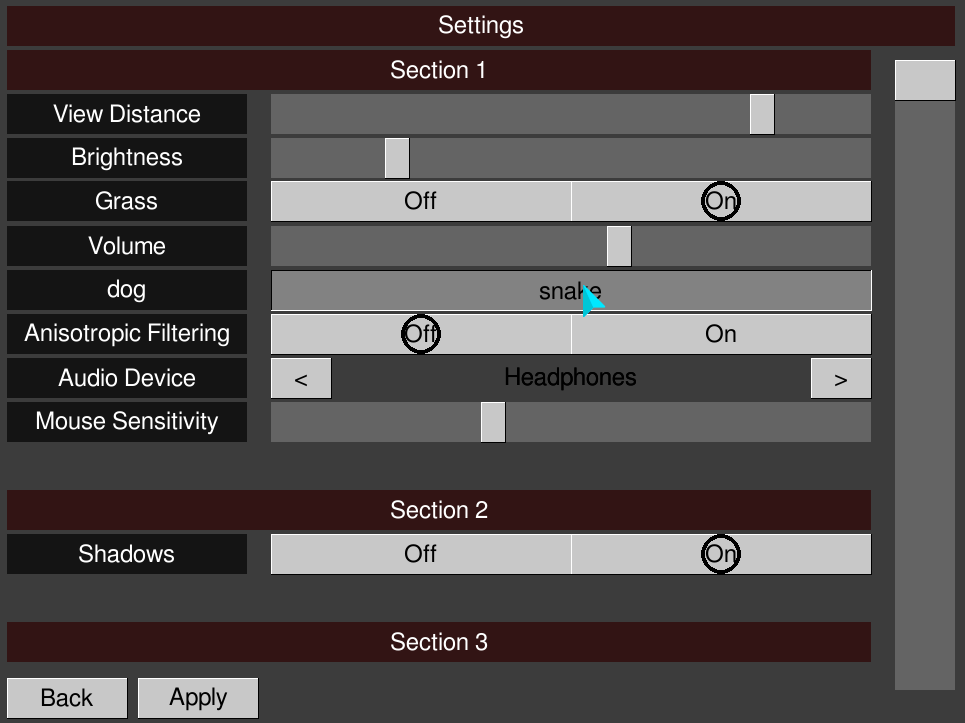 Settings
Section 1
View Distance
Brightness
Grass Off On
Volume
dog snake
Anisotropic Filtering Off On
Audio Device < Headphones >
Mouse Sensitivity
Section 2
Shadows Off On
Section 3
Back Apply